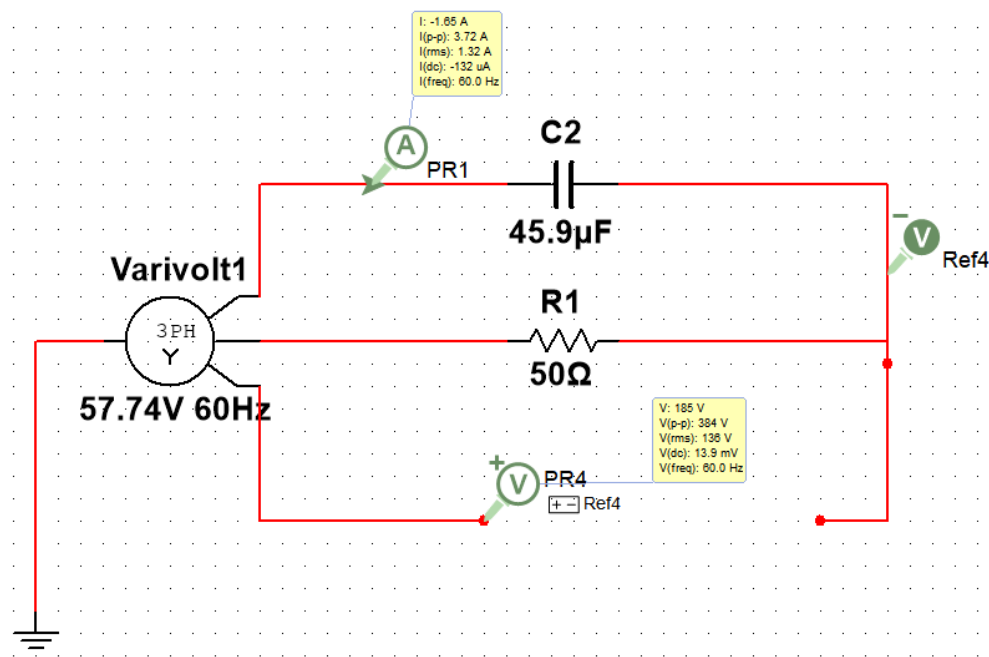 I: -1.65 A
I(p-p): 3.72 A
I(rms): 1.32 A
I(dc): -132 uA
I(freq): 60.0 Hz
A
PR1
C2
45.9µF
V
Ref4
Varivolt1
3PH
Y
57.74V 60Hz
R1
50Ω
V: 185 V
V(p-p): 384 V
V(rms): 136 V
V(dc): 13.9 mV
V(freq): 60.0 Hz
+
V
PR4
+ − Ref4